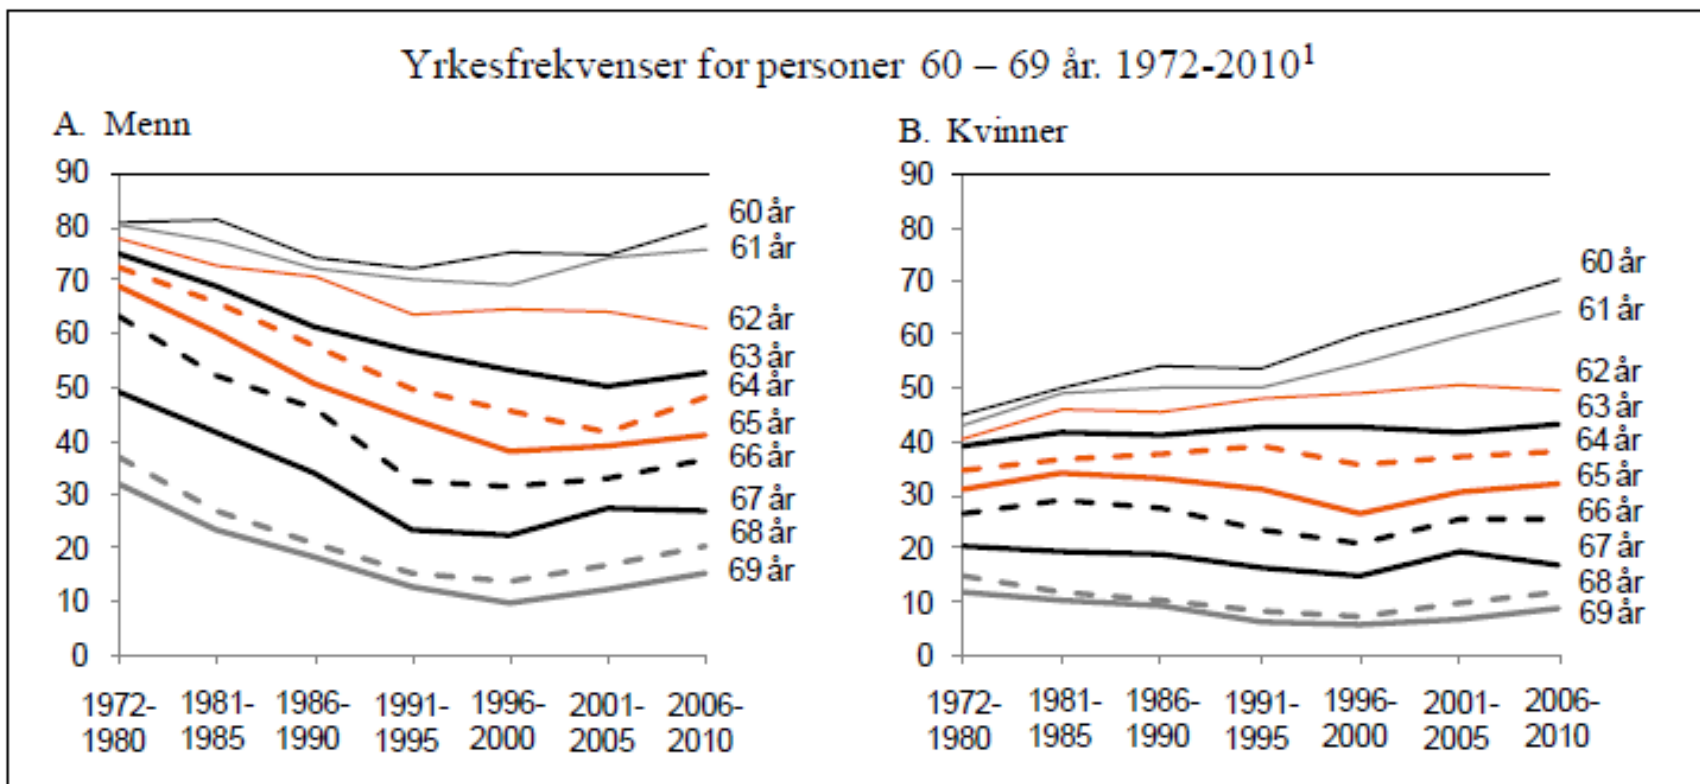 Yrkesfrekvenser for personer 60 – 69 år. 1972-2010¹
A. Menn
90
80
70
60
50
40
30
20
10
0
60 år
61 år
62 år
63 år
64 år
65 år
66 år
67 år
68 år
69 år
1972-
1980
1981-
1985
1986-
1990
1991-
1995
1996-
2000
2001-
2005
2006-
2010
B. Kvinner
90
80
70
60
50
40
30
20
10
0
60 år
61 år
62 år
63 år
64 år
65 år
66 år
67 år
68 år
69 år
1972-
1980
1981-
1985
1986-
1990
1991-
1995
1996-
2000
2001-
2005
2006-
2010